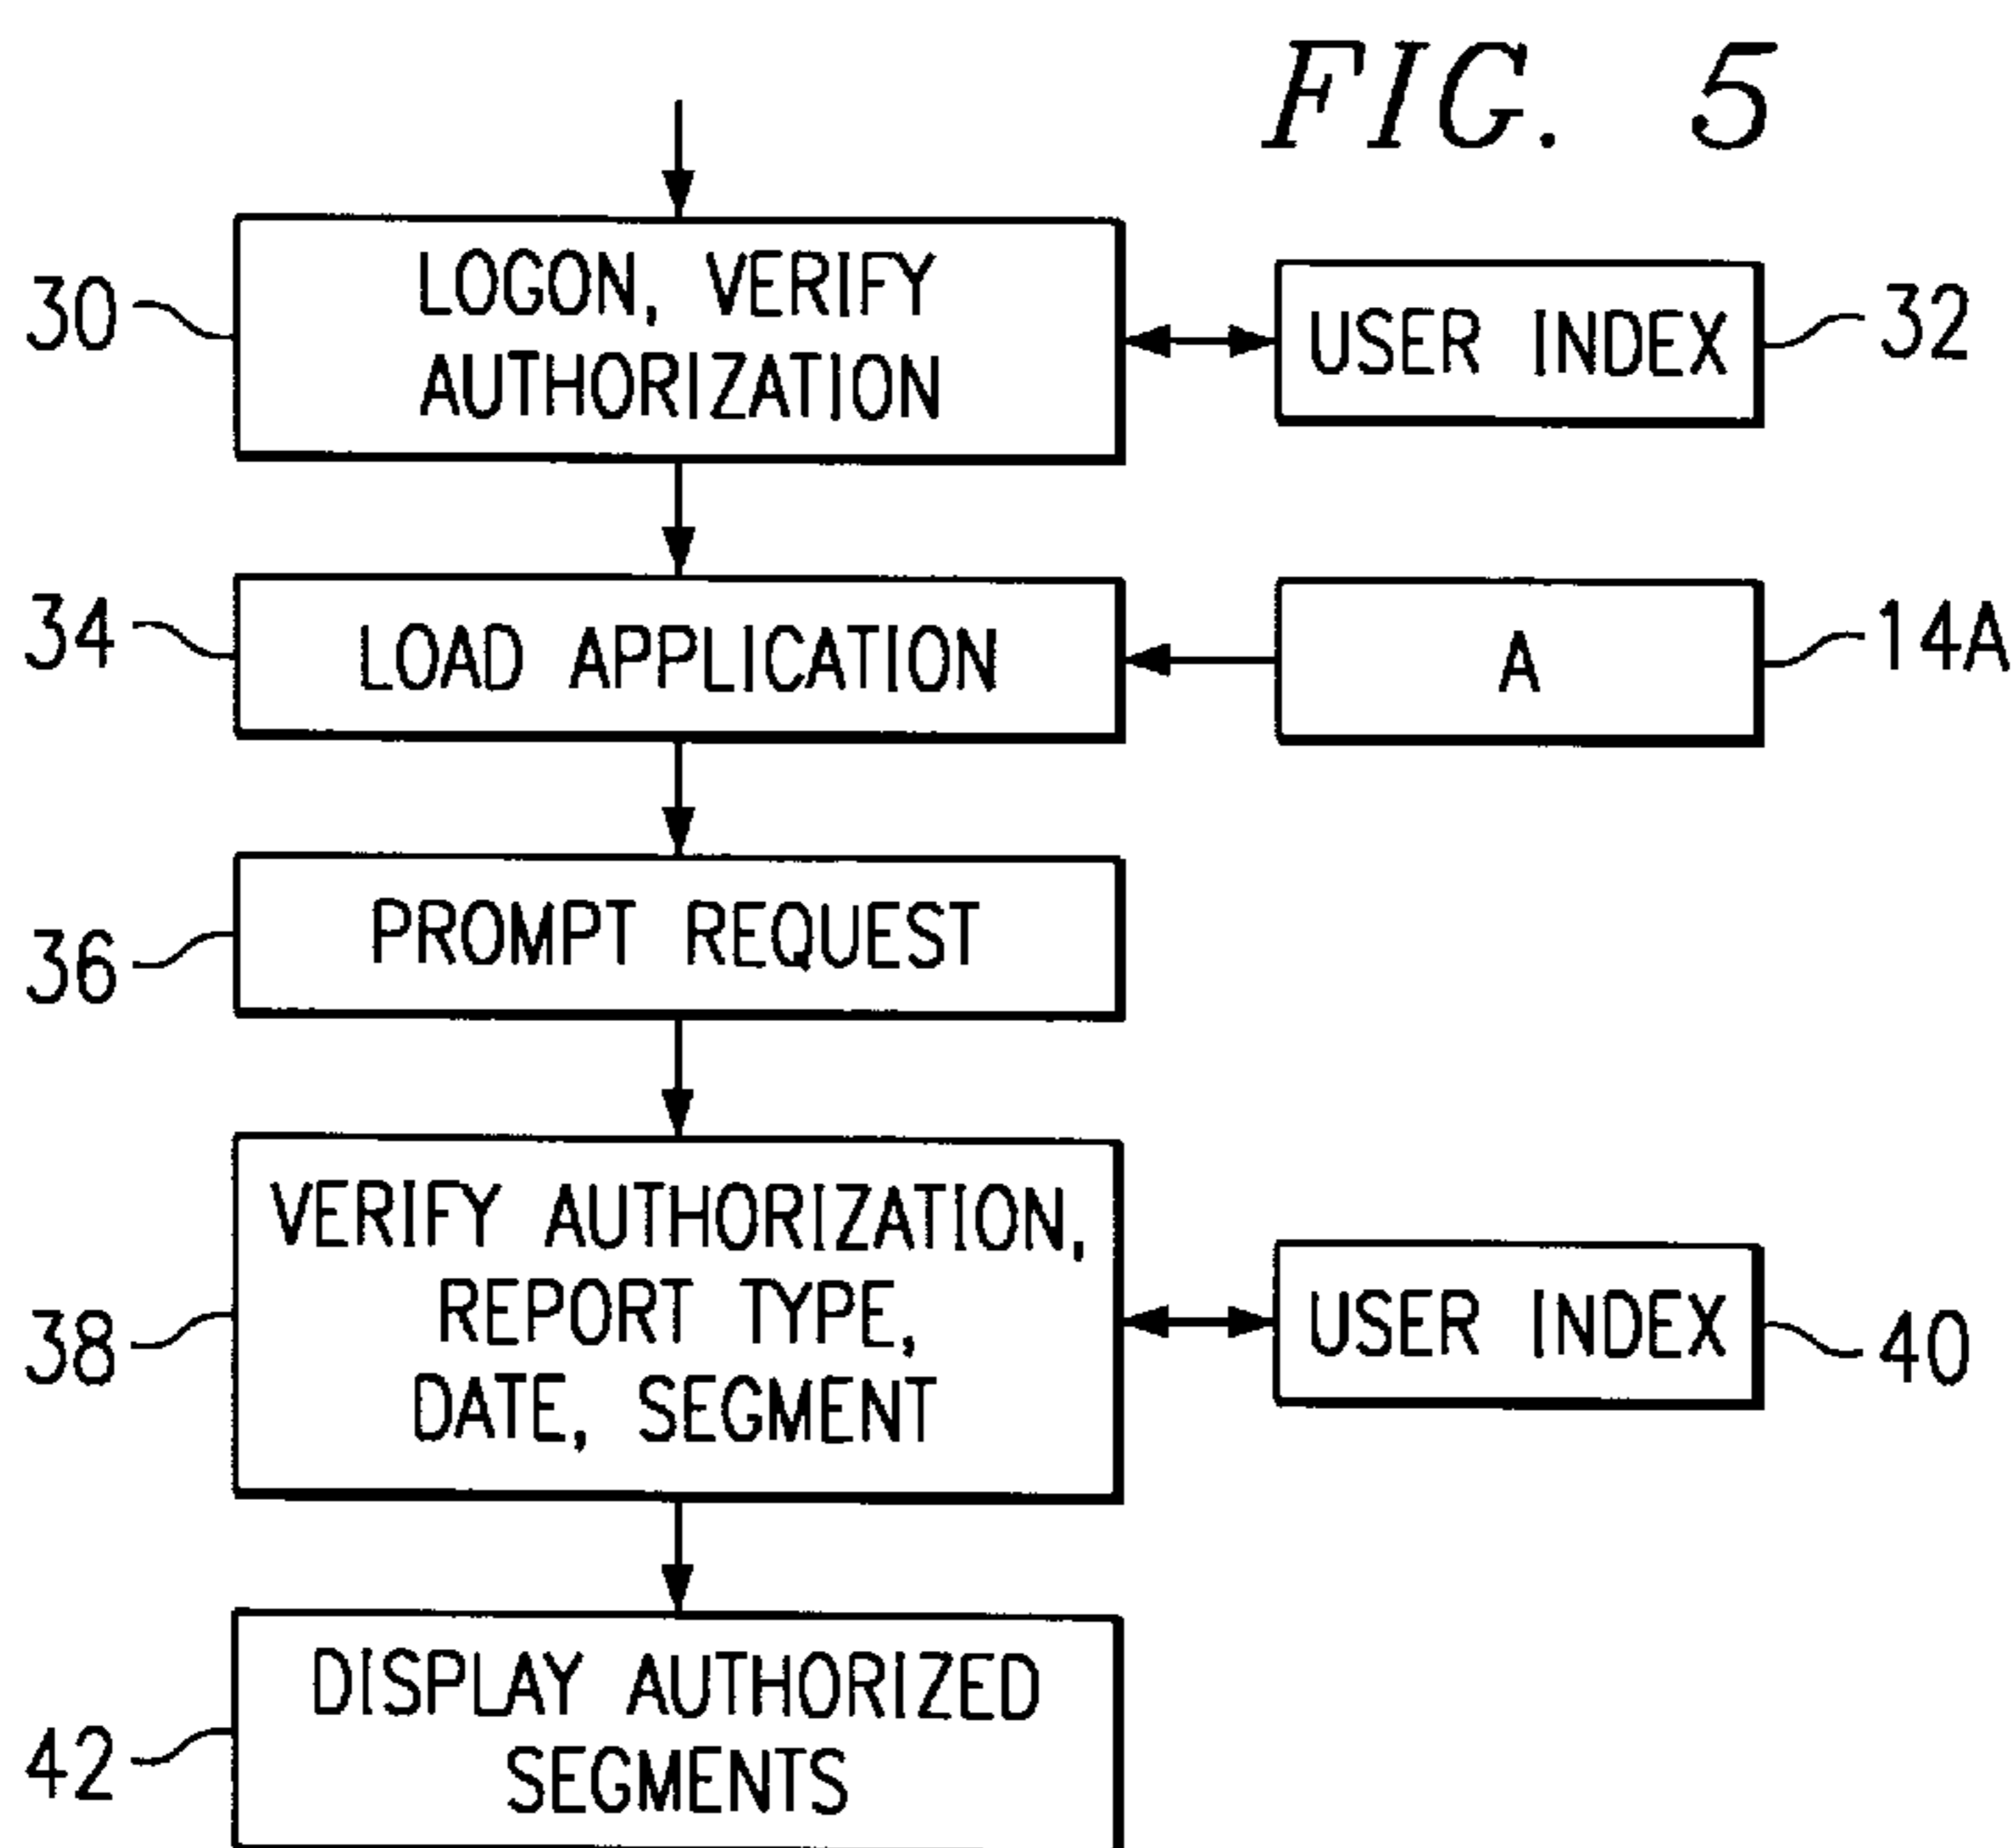 FIG. 5
30
LOGON, VERIFY
AUTHORIZATION
USER INDEX
32
34
LOAD APPLICATION
A
14A
36
PROMPT REQUEST
38
VERIFY AUTHORIZATION,
REPORT TYPE,
DATE, SEGMENT
USER INDEX
40
42
DISPLAY AUTHORIZED
SEGMENTS